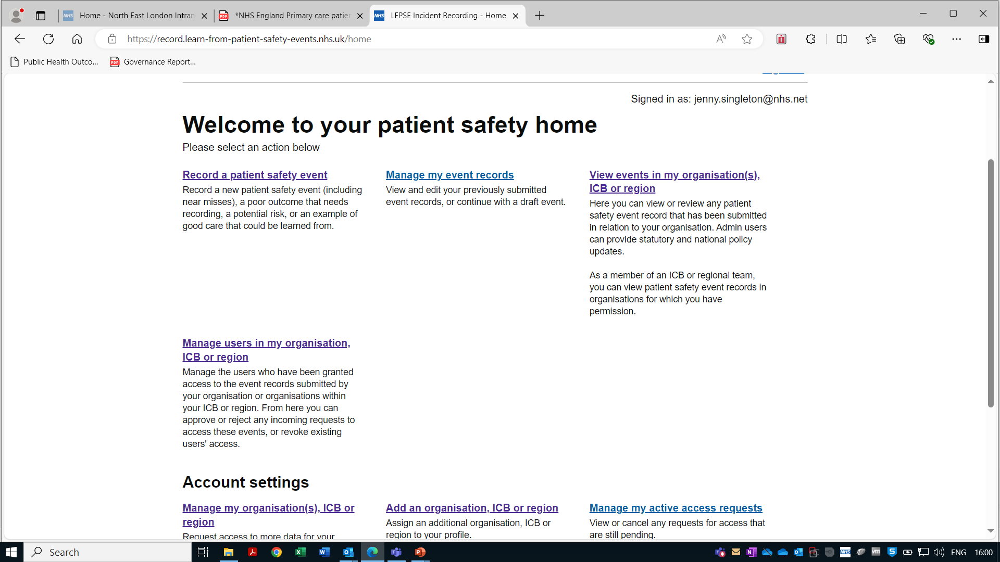 Home - North East London Intran
*NHS England Primary care patien
LFPSE Incident Recording - Home
https://record.learn-from-patient-safety-events.nhs.uk/home
Public Health Outco...
Governance Report...
Signed in as: jenny.singleton@nhs.net
Welcome to your patient safety home
Please select an action below
Record a patient safety event
Record a new patient safety event (including
near misses), a poor outcome that needs
recording, a potential risk, or an example of
good care that could be learned from.
Manage my event records
View and edit your previously submitted
event records, or continue with a draft event.
View events in my organisation(s),
ICB or region
Here you can view or review any patient
safety event record that has been submitted
in relation to your organisation. Admin users
can provide statutory and national policy
updates.
As a member of an ICB or regional team,
you can view patient safety event records in
organisations for which you have
permission.
Manage users in my organisation,
ICB or region
Manage the users who have been granted
access to the event records submitted by
your organisation or organisations within
your ICB or region. From here you can
approve or reject any incoming requests to
access these events, or revoke existing
users' access.
Account settings
Manage my organisation(s), ICB or
region
Request access to more data for your
Add an organisation, ICB or region
Assign an additional organisation, ICB or
region to your profile.
Manage my active access requests
View or cancel any requests for access that
are still pending.
Search
ENG
16:00